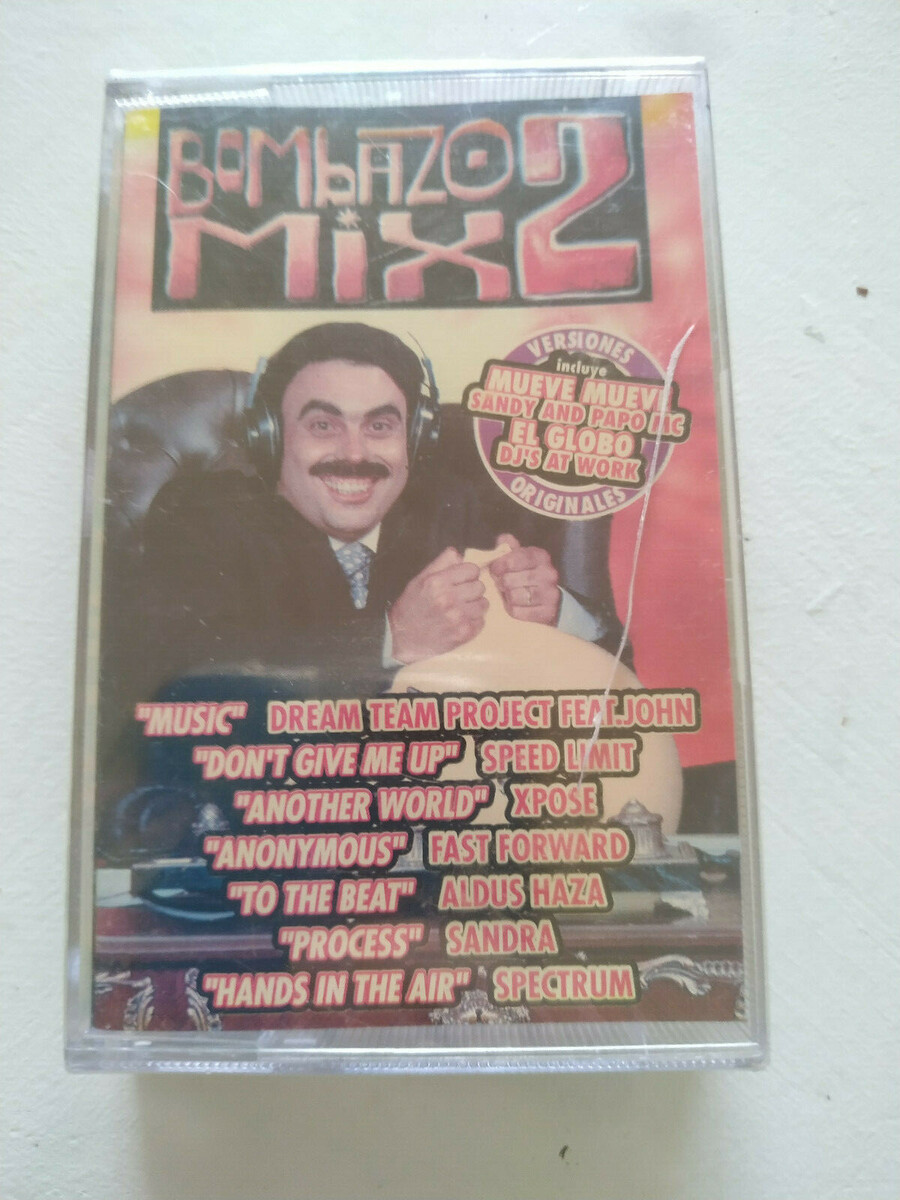 BOMbAZO
MiX 2
VERSIONES
incluye
MUEVE MUEVE
SANDY AND PAPO MC
EL GLOBO
DJ'S AT WORK
ORIGINALES
"MUSIC" DREAM TEAM PROJECT FEAT.JOHN
"DON'T GIVE ME UP" SPEED LIMIT
"ANOTHER WORLD" XPOSE
"ANONYMOUS" FAST FORWARD
"TO THE BEAT" ALDUS HAZA
"PROCESS" SANDRA
"HANDS IN THE AIR" SPECTRUM